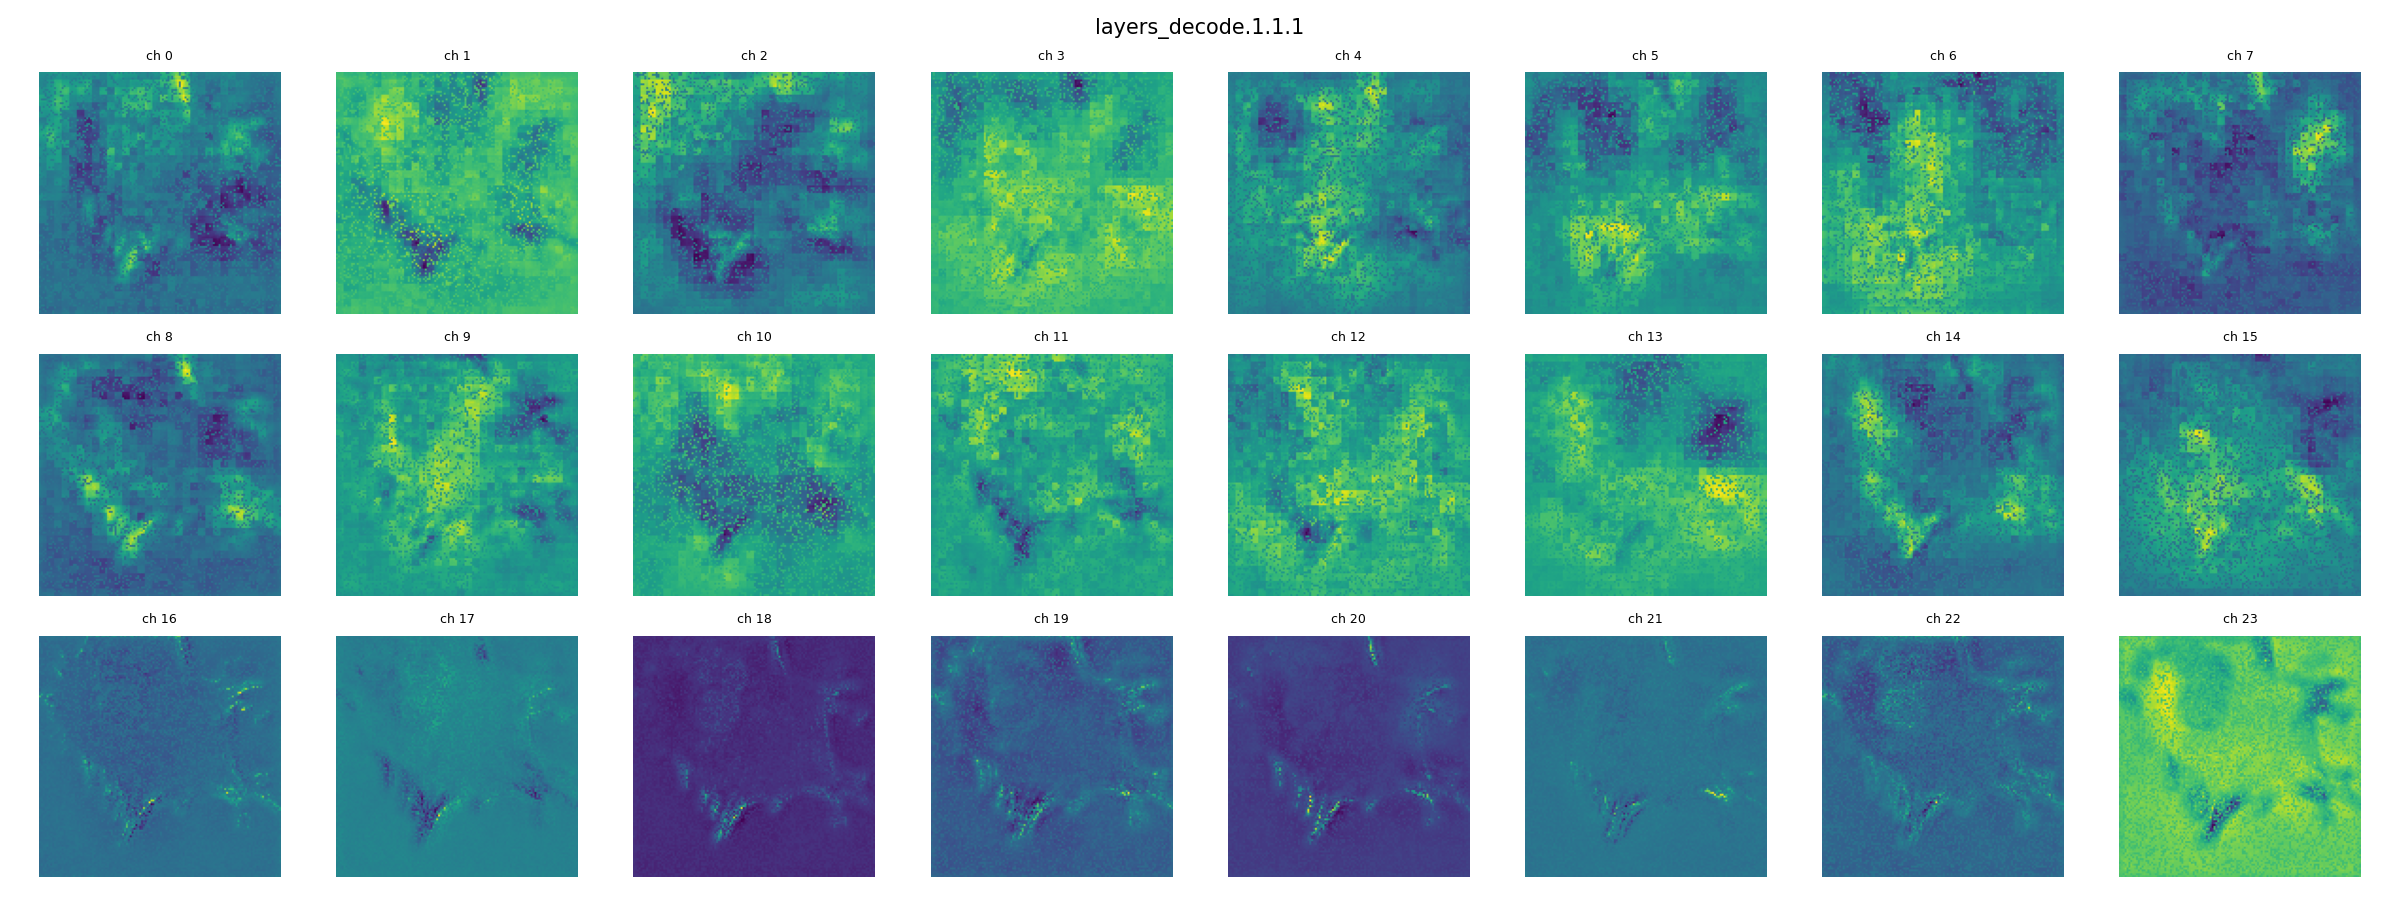 layers_decode.1.1.1
ch 0 ch 1 ch 2 ch 3 ch 4 ch 5 ch 6 ch 7
ch 8 ch 9 ch 10 ch 11 ch 12 ch 13 ch 14 ch 15
ch 16 ch 17 ch 18 ch 19 ch 20 ch 21 ch 22 ch 23